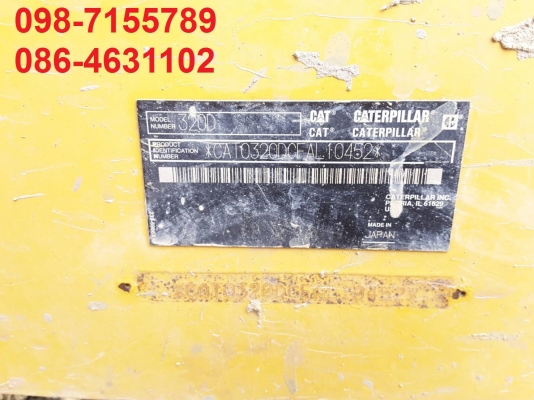 098-7155789
086-4631102
MODEL NUMBER 320D
CAT CATERPILLAR
CAT® CATERPILLAR®
PRODUCT IDENTIFICATION NUMBER *CAT0320DCFAL10452*
CATERPILLAR INC.
PEORIA, IL 61629
MADE IN
JAPAN